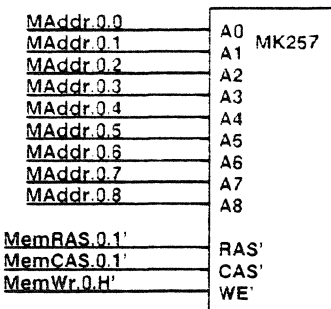 MAddr.0.0
MAddr.0.1
MAddr.0.2
MAddr.0.3
MAddr.0.4
MAddr.0.5
MAddr.0.6
MAddr.0.7
MAddr.0.8
MemRAS.0.1'
MemCAS.0.1'
MemWr.0.H'
MK257
A0
A1
A2
A3
A4
A5
A6
A7
A8
RAS'
CAS'
WE'